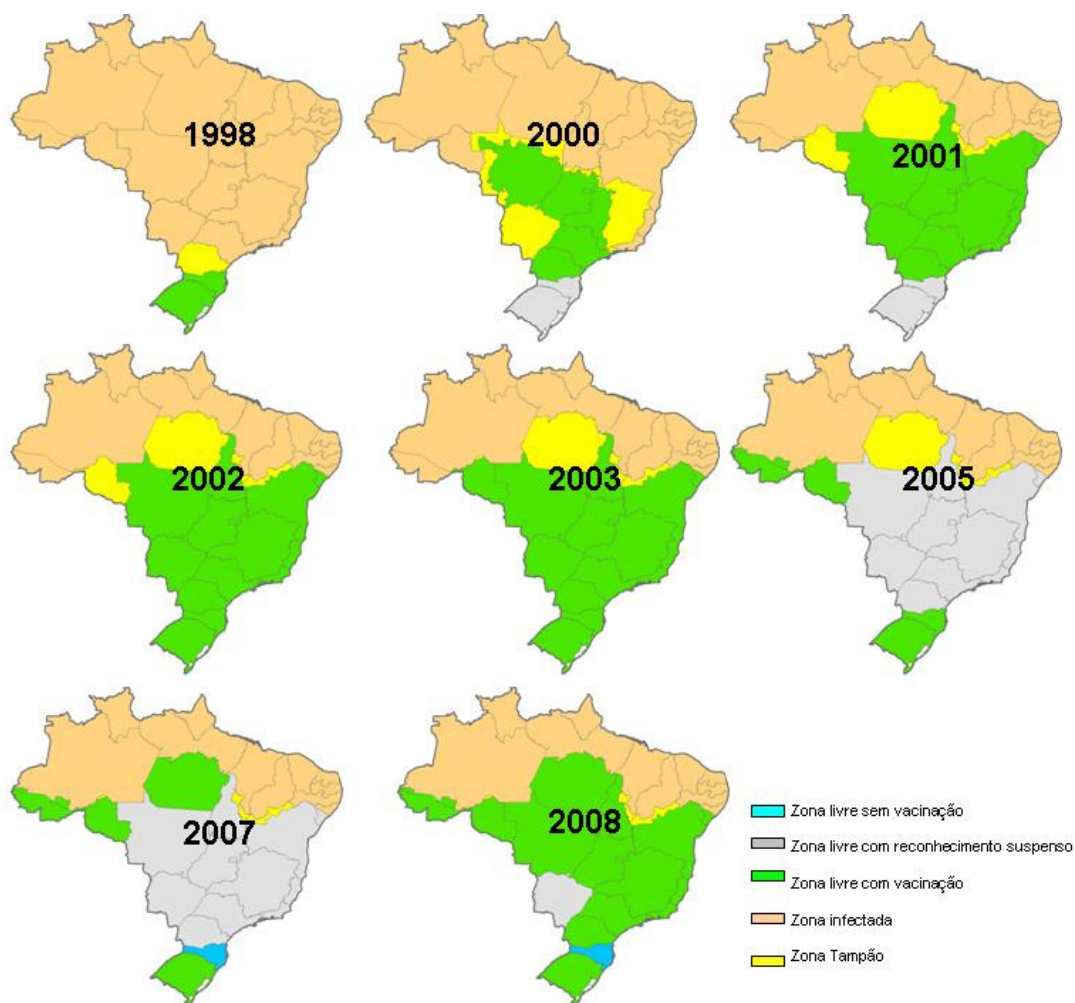 1998
2000
2001
2002
2003
2005
2007
2008
Zona livre sem vacinação
Zona livre com reconhecimento suspenso
Zona livre com vacinação
Zona infectada
Zona Tampão